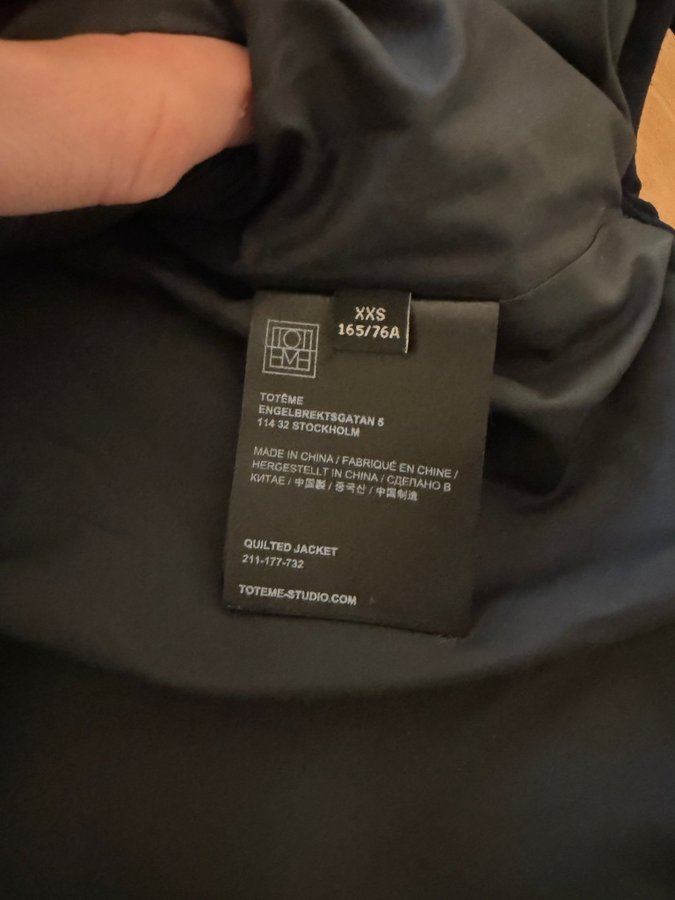 XXS
165/76A
TOT
EME
TOTÊME
ENGELBREKTSGATAN 5
114 32 STOCKHOLM
MADE IN CHINA / FABRIQUÉ EN CHINE /
HERGESTELLT IN CHINA / СДЕЛАНО В
КИТАЕ / 中国製 / 중국산 / 中国制造
QUILTED JACKET
211-177-732
TOTEME-STUDIO.COM